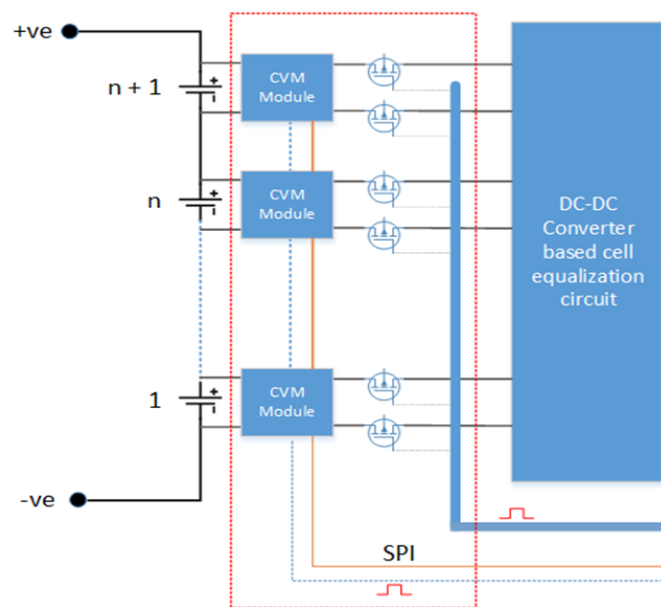 +ve
n + 1
CVM
Module
n
CVM
Module
DC-DC
Converter
based cell
equalization
circuit
1
CVM
Module
-ve
SPI